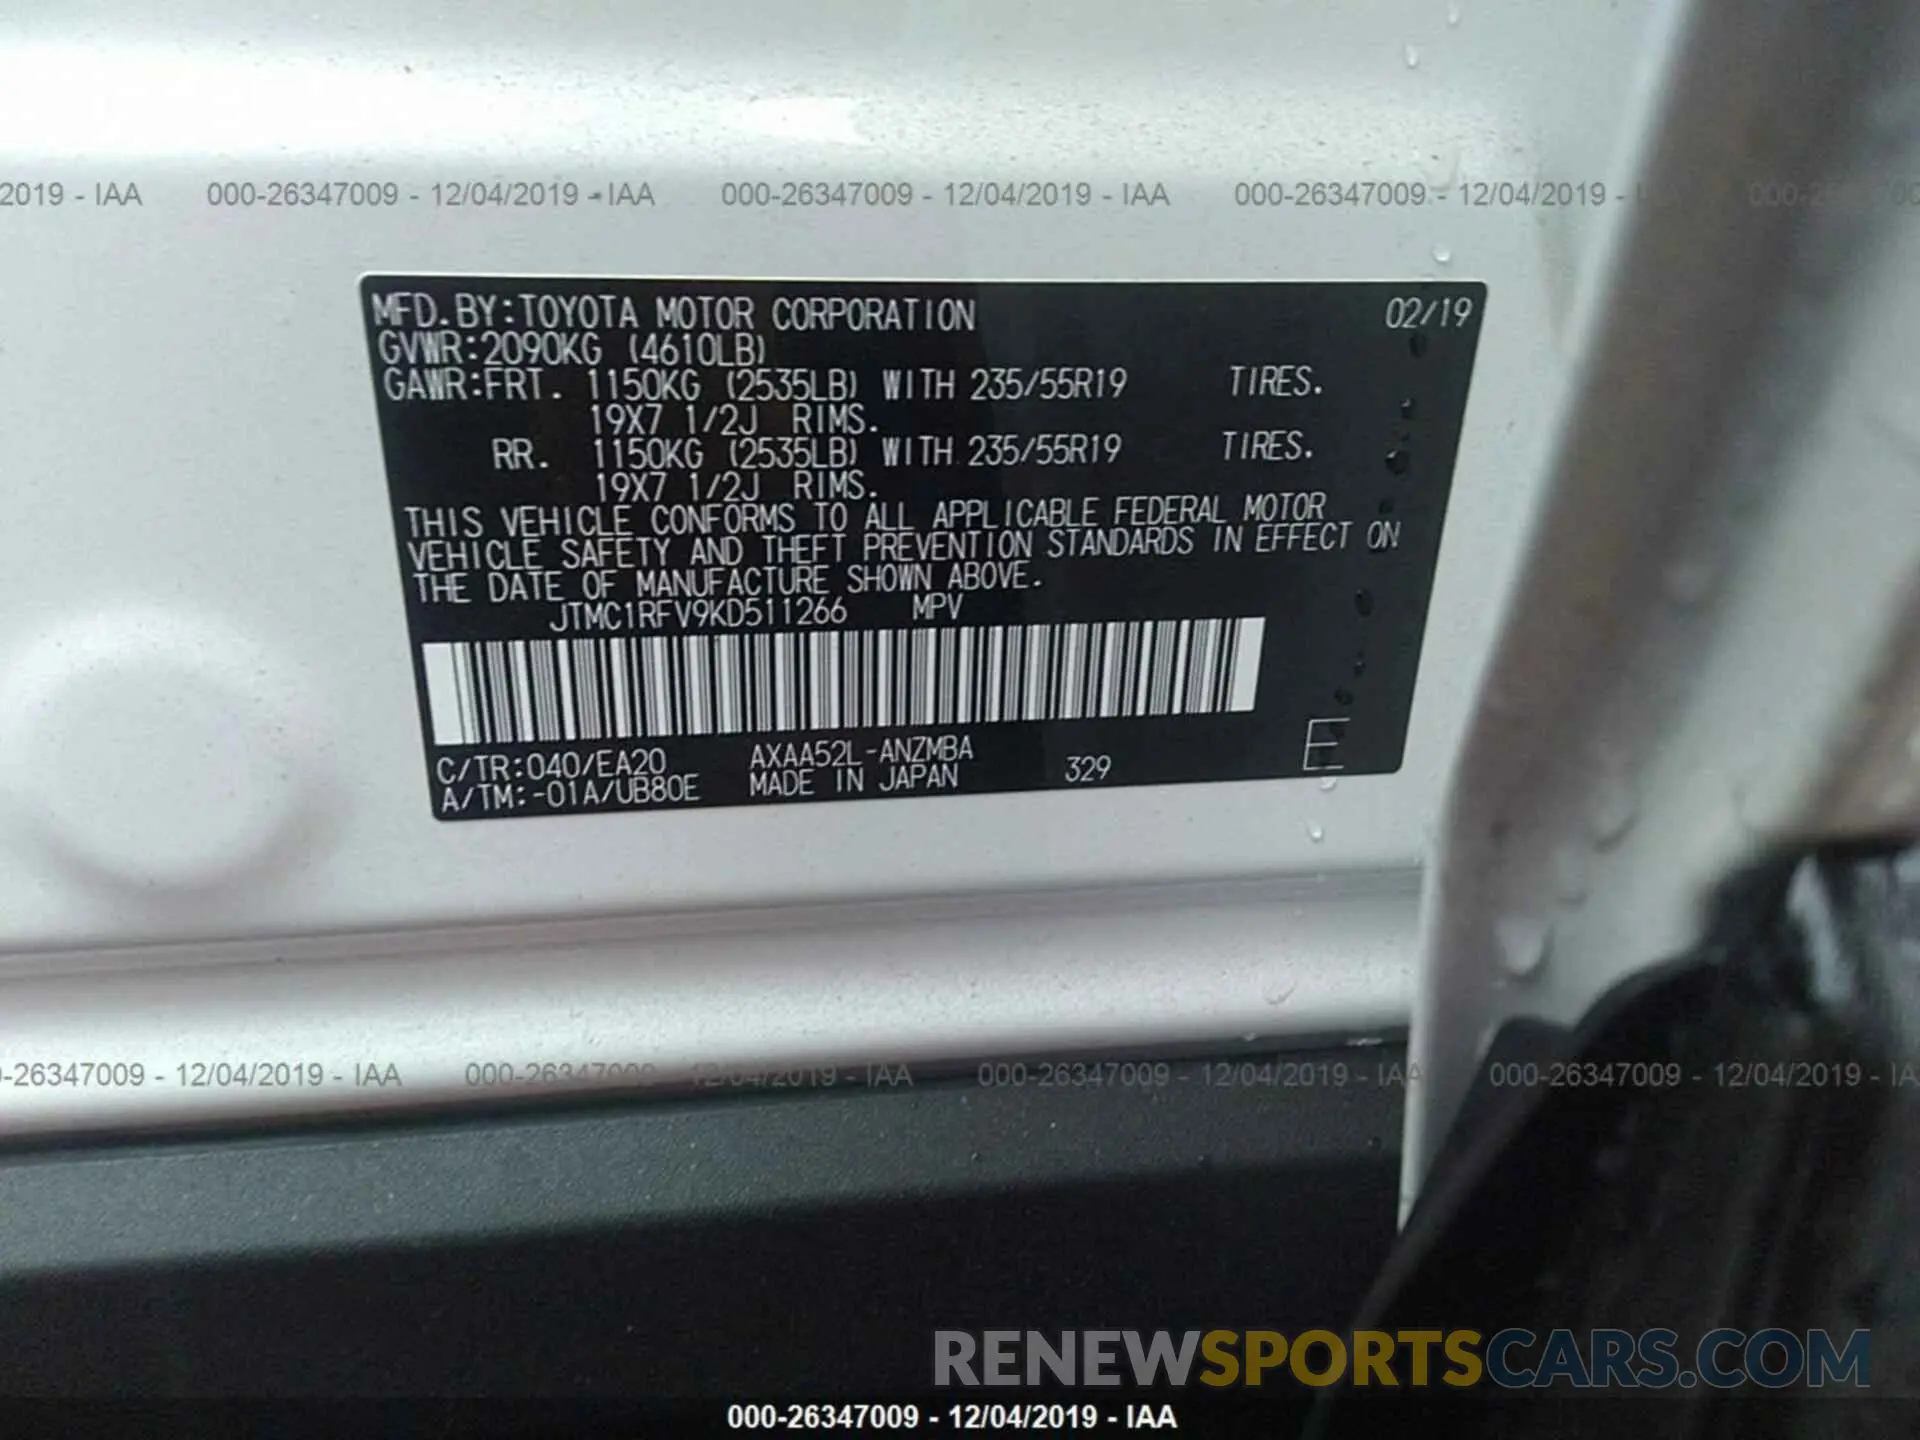 2019 - IAA 000-26347009 - 12/04/2019 - IAA 000-26347009 - 12/04/2019 - IAA 000-26347009 - 12/04/2019 -
MFD.BY:TOYOTA MOTOR CORPORATION 02/19
GVWR:2090KG (4610LB)
GAWR:FRT. 1150KG (2535LB) WITH 235/55R19 TIRES.
19X7 1/2J RIMS.
RR. 1150KG (2535LB) WITH 235/55R19 TIRES.
19X7 1/2J RIMS.
THIS VEHICLE CONFORMS TO ALL APPLICABLE FEDERAL MOTOR
VEHICLE SAFETY AND THEFT PREVENTION STANDARDS IN EFFECT ON
THE DATE OF MANUFACTURE SHOWN ABOVE.
JTMC1RFV9KD511266 MPV
C/TR:040/EA20 AXAA52L-ANZMBA E
A/TM:-01A/UB80E MADE IN JAPAN 329
-26347009 - 12/04/2019 - IAA 000-26347009 - 12/04/2019 - IAA 000-26347009 - 12/04/2019 - IAA 000-26347009 - 12/04/2019 - IA
RENEWSPORTSCARS.COM
000-26347009 - 12/04/2019 - IAA